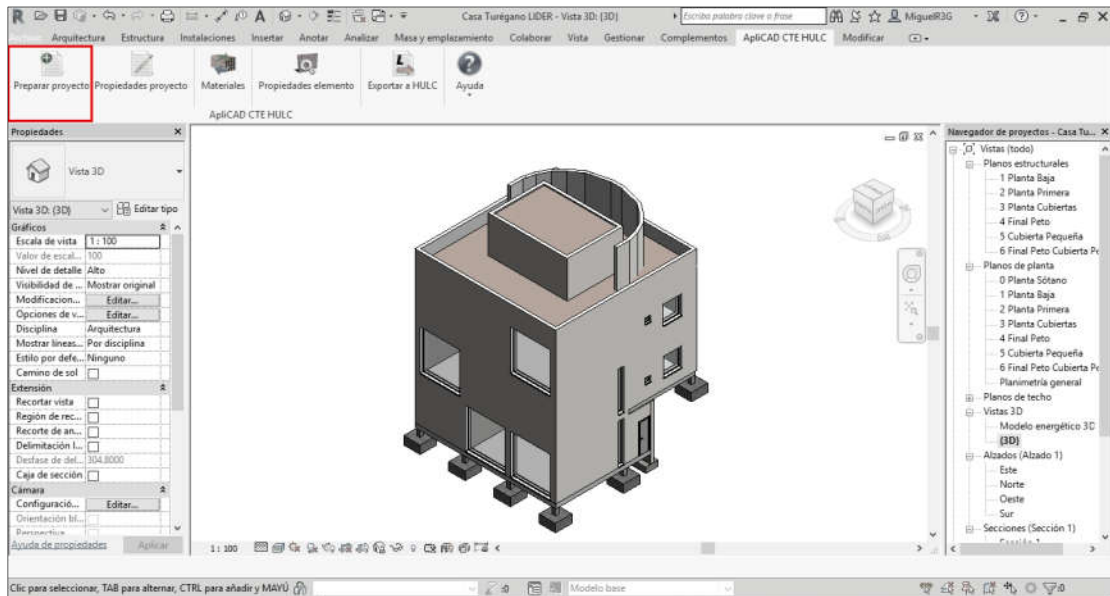 Casa Turégano LIDER - Vista 3D: {3D}
Escriba palabra clave o frase
MiguelR3G
Arquitectura Estructura Instalaciones Insertar Anotar Analizar Masa y emplazamiento Colaborar Vista Gestionar Complementos ApliCAD CTE HULC Modificar
Preparar proyecto Propiedades proyecto Materiales Propiedades elemento Exportar a HULC Ayuda
ApliCAD CTE HULC
Propiedades
Vista 3D
Vista 3D: {3D}
Editar tipo
Gráficos
Escala de vista 1 : 100
Valor de escal... 100
Nivel de detalle Alto
Visibilidad de ... Mostrar original
Modificacion... Editar...
Opciones de v... Editar...
Disciplina Arquitectura
Mostrar líneas... Por disciplina
Estilo por defe... Ninguno
Camino de sol
Extensión
Recortar vista
Región de rec...
Recorte de an...
Delimitación l...
Desfase de del... 304.8000
Caja de sección
Cámara
Configuració... Editar...
Orientación bl...
Perspectiva
Ayuda de propiedades Aplicar
1 : 100
Navegador de proyectos - Casa Tu...
Vistas (todo)
Planos estructurales
1 Planta Baja
2 Planta Primera
3 Planta Cubiertas
4 Final Peto
5 Cubierta Pequeña
6 Final Peto Cubierta Pe
Planos de planta
0 Planta Sótano
1 Planta Baja
2 Planta Primera
3 Planta Cubiertas
4 Final Peto
5 Cubierta Pequeña
6 Final Peto Cubierta Pe
Planimetría general
Planos de techo
Vistas 3D
Modelo energético 3D
{3D}
Alzados (Alzado 1)
Este
Norte
Oeste
Sur
Secciones (Sección 1)
Clic para seleccionar, TAB para alternar, CTRL para añadir y MAYÚ
:0
Modelo base
:0